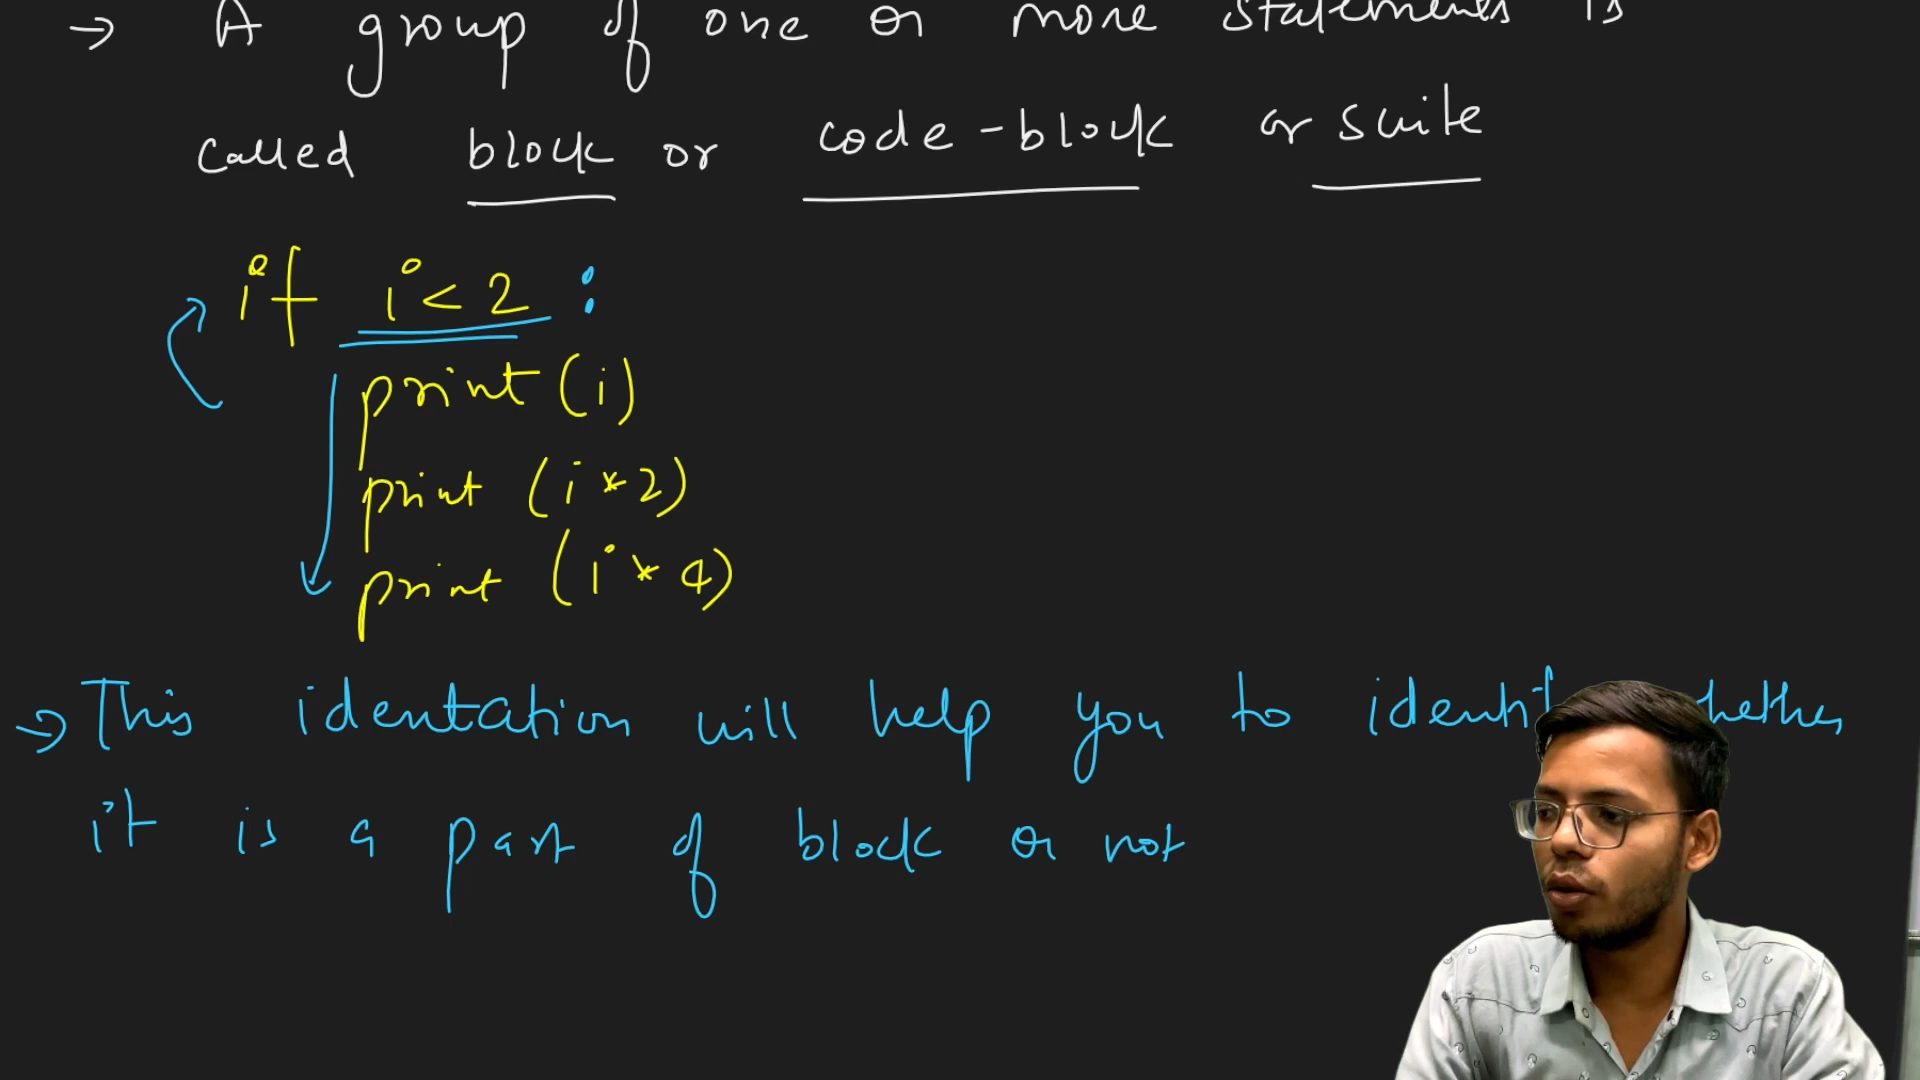 → A group of one or more statements is
called block or code-block or suite
if i<2 :
print (i)
print (i *2)
print (i * 4)
→ This identation will help you to
it is a part of block or not